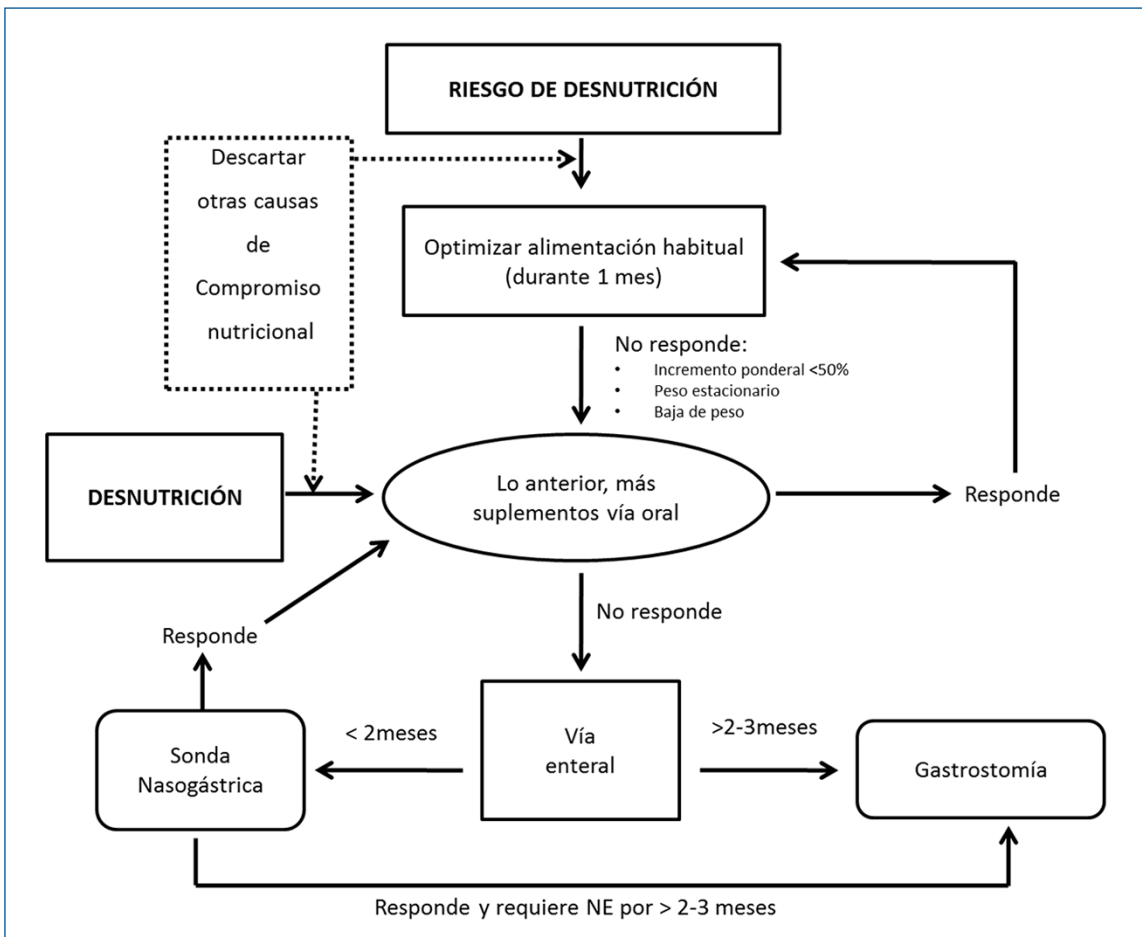 RIESGO DE DESNUTRICIÓN
Descartar
otras causas
de
Compromiso
nutricional
Optimizar alimentación habitual
(durante 1 mes)
No responde:
• Incremento ponderal <50%
• Peso estacionario
• Baja de peso
DESNUTRICIÓN
Lo anterior, más
suplementos vía oral
Responde
No responde
Responde
< 2meses
>2-3meses
Sonda
Nasogástrica
Vía
enteral
Gastrostomía
Responde y requiere NE por > 2-3 meses